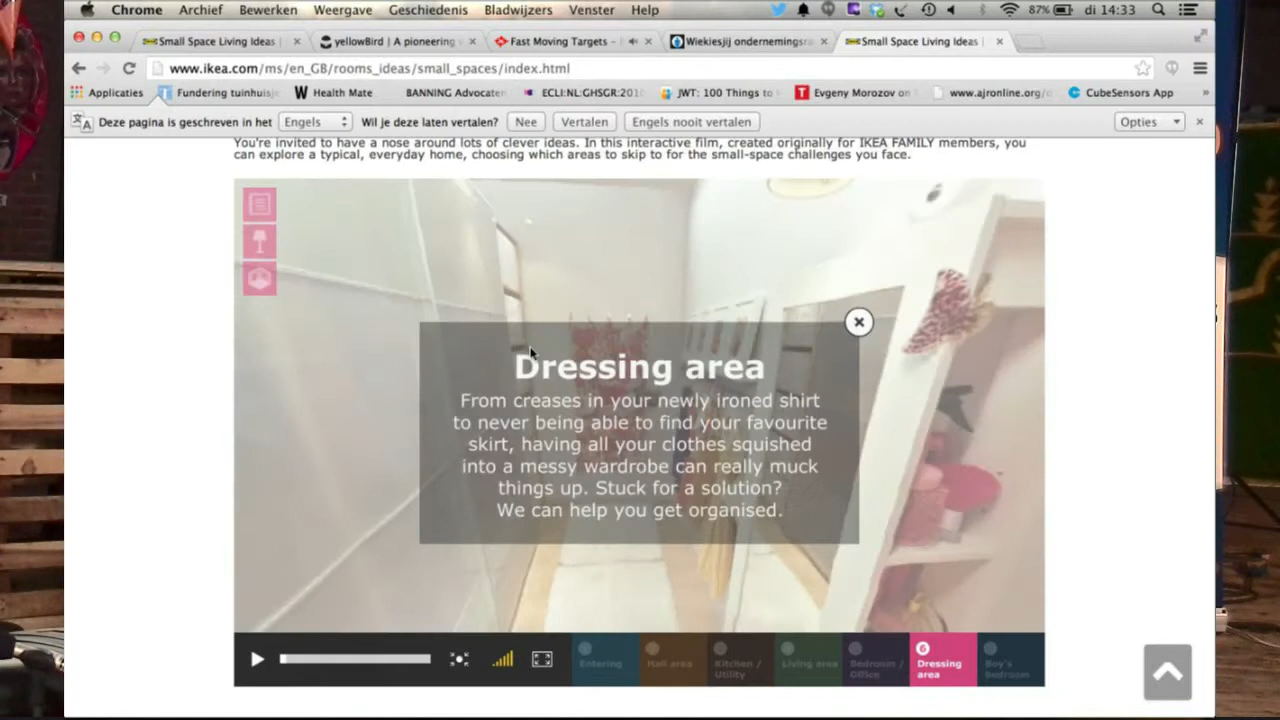 Chrome Archief Bewerken Weergave Geschiedenis Bladwijzers Venster Help 87% di 14:33
Small Space Living Ideas yellowBird | A pioneering v Fast Moving Targets – Wiekiesjij ondernemingsra Small Space Living Ideas
www.ikea.com/ms/en_GB/rooms_ideas/small_spaces/index.html
Applicaties Fundering tuinhuisje Health Mate BANNING Advocaten ECLI:NL:GHSGR:201 JWT: 100 Things to Evgeny Morozov on www.ajronline.org/ CubeSensors App »
Deze pagina is geschreven in het Engels Wil je deze laten vertalen? Nee Vertalen Engels nooit vertalen Opties
You're invited to have a nose around lots of clever ideas. In this interactive film, created originally for IKEA FAMILY members, you
can explore a typical, everyday home, choosing which areas to skip to for the small-space challenges you face.
Dressing area
From creases in your newly ironed shirt
to never being able to find your favourite
skirt, having all your clothes squished
into a messy wardrobe can really muck
things up. Stuck for a solution?
We can help you get organised.
Entering
Hall area
Kitchen /
Utility
Living area
Bedroom /
Office
6
Dressing
area
Boy's
Bedroom